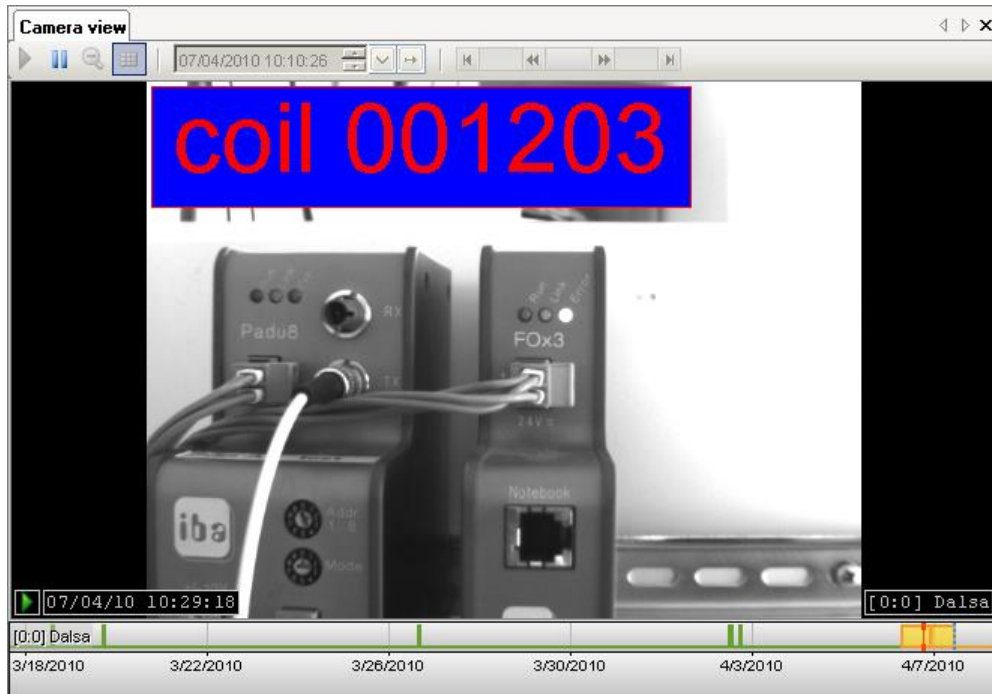 Camera view
07/04/2010 10:10:26
coil 001203
RX
Padu8
TX
Run Link Error
FOx3
24V=
Notebook
iba
Addr.
1 - 8
Mode
07/04/10 10:29:18
[0:0] Dalsa
[0:0] Dalsa
3/18/2010 3/22/2010 3/26/2010 3/30/2010 4/3/2010 4/7/2010